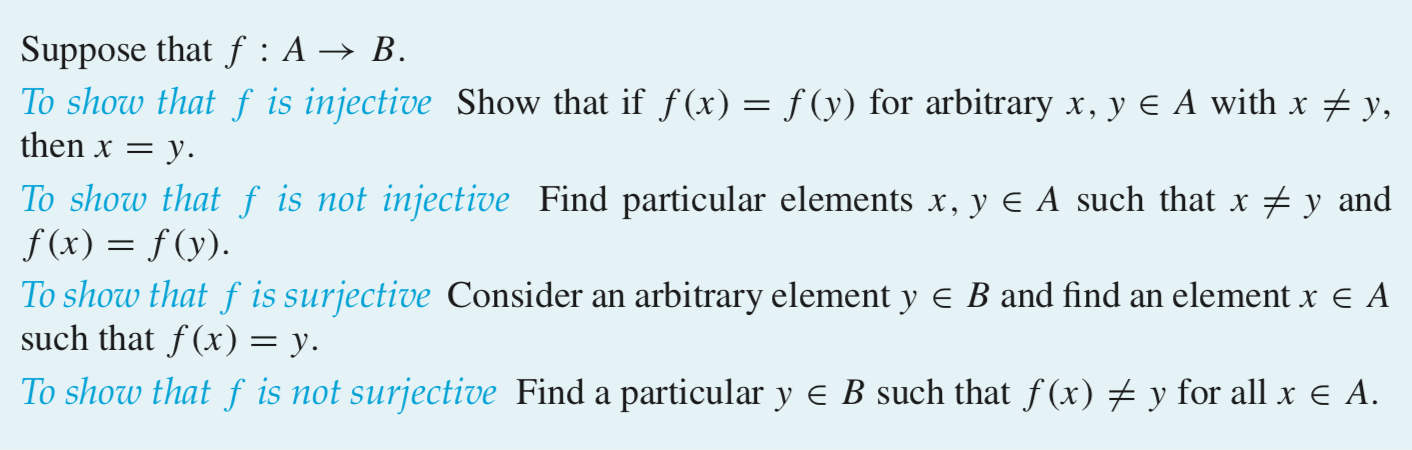 Suppose that f : A → B.
To show that f is injective Show that if f(x) = f(y) for arbitrary x, y ∈ A with x ≠ y,
then x = y.
To show that f is not injective Find particular elements x, y ∈ A such that x ≠ y and
f(x) = f(y).
To show that f is surjective Consider an arbitrary element y ∈ B and find an element x ∈ A
such that f(x) = y.
To show that f is not surjective Find a particular y ∈ B such that f(x) ≠ y for all x ∈ A.